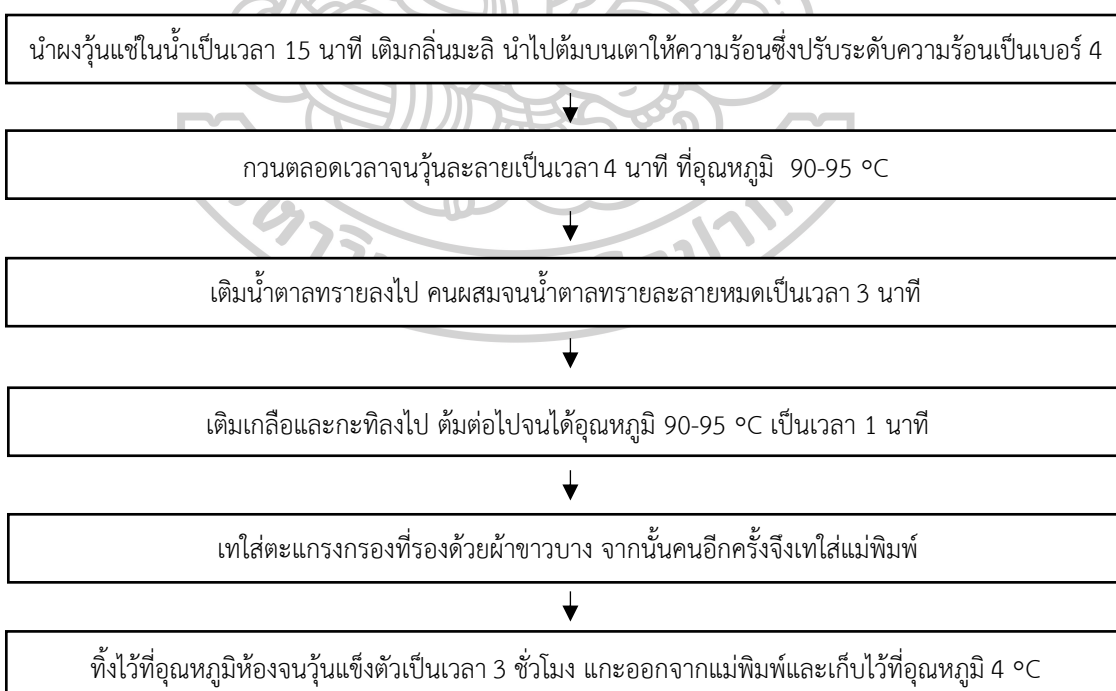 นำผงวุ้นแช่ในน้ำเป็นเวลา 15 นาที เติมกลิ่นมะลิ นำไปต้มบนเตาให้ความร้อนซึ่งปรับระดับความร้อนเป็นเบอร์ 4
กวนตลอดเวลาจนวุ้นละลายเป็นเวลา 4 นาที ที่อุณหภูมิ 90-95 °C
เติมน้ำตาลทรายลงไป คนผสมจนน้ำตาลทรายละลายหมดเป็นเวลา 3 นาที
เติมเกลือและกะทิลงไป ต้มต่อไปจนได้อุณหภูมิ 90-95 °C เป็นเวลา 1 นาที
เทใส่ตะแกรงกรองที่รองด้วยผ้าขาวบาง จากนั้นคนอีกครั้งจึงเทใส่แม่พิมพ์
ทิ้งไว้ที่อุณหภูมิห้องจนวุ้นแข็งตัวเป็นเวลา 3 ชั่วโมง แกะออกจากแม่พิมพ์และเก็บไว้ที่อุณหภูมิ 4 °C